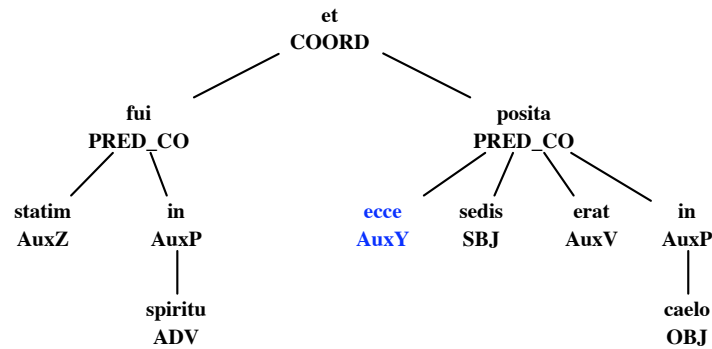 et
COORD
fui posita
PRED_CO PRED_CO
statim in ecce sedis erat in
AuxZ AuxP AuxY SBJ AuxV AuxP
spiritu caelo
ADV OBJ